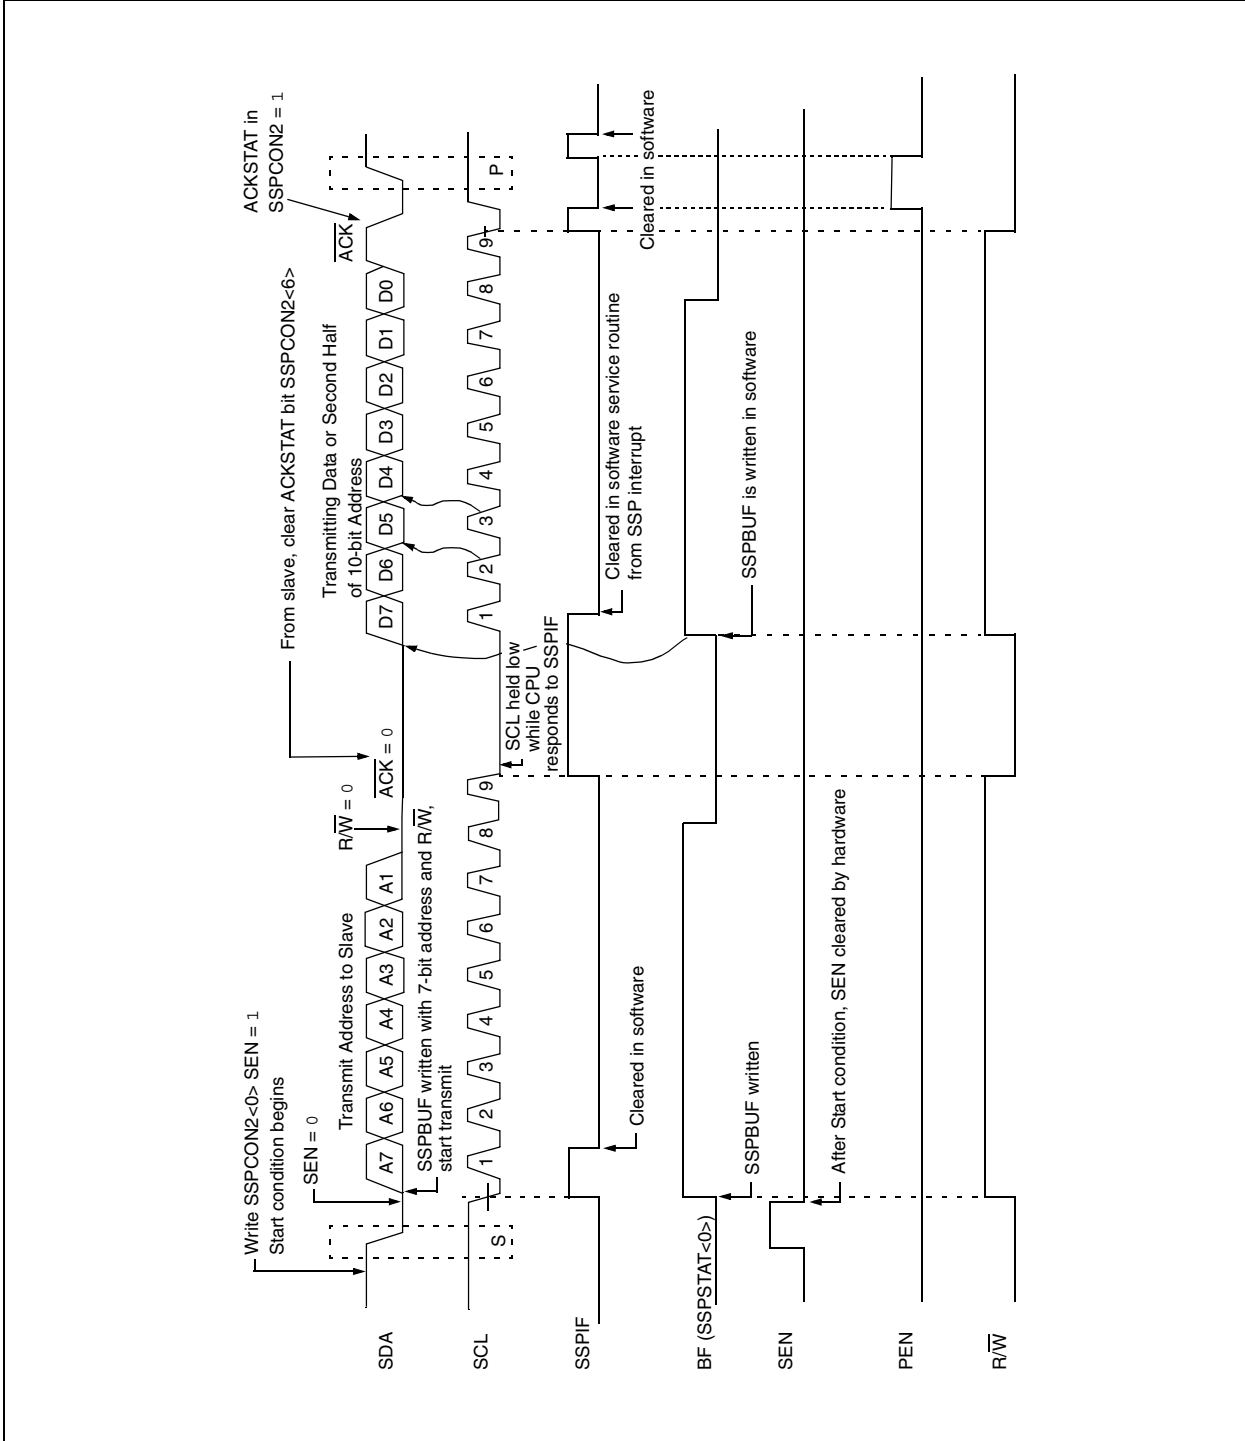 Write SSPCON2<0> SEN = 1
Start condition begins
SEN = 0
Transmit Address to Slave
R/W = 0
ACK = 0
From slave, clear ACKSTAT bit SSPCON2<6>
Transmitting Data or Second Half
of 10-bit Address
ACK
ACKSTAT in
SSPCON2 = 1
SDA
A7 A6 A5 A4 A3 A2 A1
D7 D6 D5 D4 D3 D2 D1 D0
SSPBUF written with 7-bit address and R/W,
start transmit
SCL
S
1 2 3 4 5 6 7 8 9
1 2 3 4 5 6 7 8 9
P
SCL held low
while CPU
responds to SSPIF
SSPIF
Cleared in software
Cleared in software service routine
from SSP interrupt
Cleared in software
BF (SSPSTAT<0>)
SSPBUF written
SSPBUF is written in software
SEN
After Start condition, SEN cleared by hardware
PEN
R/W